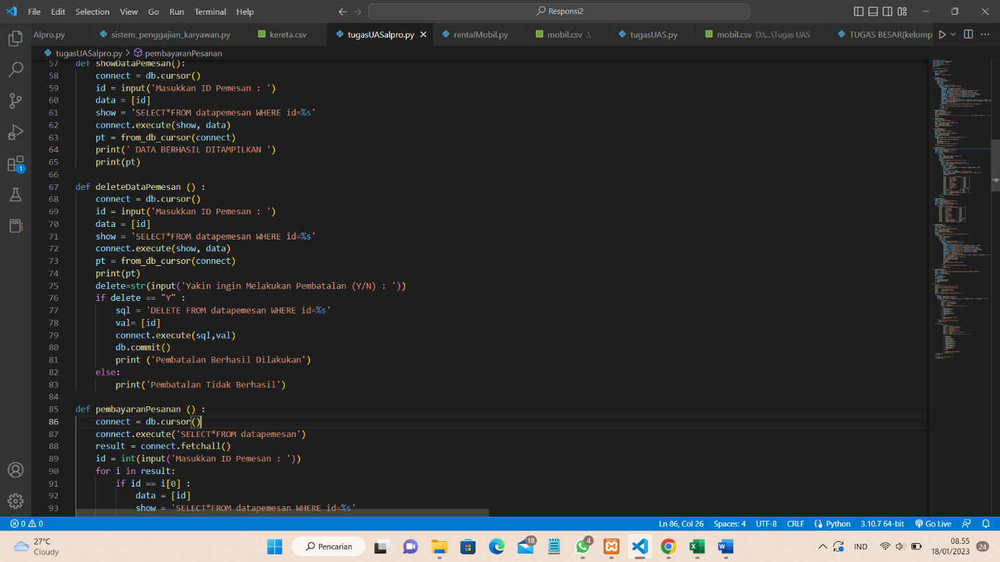 File Edit Selection View Go Run Terminal Help
Responsi2
Alpro.py sistem_penggajian_karyawan.py kereta.csv tugasUASalpro.py rentalMobil.py mobil.csv .\ tugasUAS.py mobil.csv D:\...\Tugas UAS TUGAS BESAR(kelomp
tugasUASalpro.py > pembayaranPesanan
57 def showDataPemesan():
58 connect = db.cursor()
59 id = input('Masukkan ID Pemesan : ')
60 data = [id]
61 show = 'SELECT*FROM datapemesan WHERE id=%s'
62 connect.execute(show, data)
63 pt = from_db_cursor(connect)
64 print(' DATA BERHASIL DITAMPILKAN ')
65 print(pt)
66
67 def deleteDataPemesan () :
68 connect = db.cursor()
69 id = input('Masukkan ID Pemesan : ')
70 data = [id]
71 show = 'SELECT*FROM datapemesan WHERE id=%s'
72 connect.execute(show, data)
73 pt = from_db_cursor(connect)
74 print(pt)
75 delete=str(input('Yakin ingin Melakukan Pembatalan (Y/N) : '))
76 if delete == "Y" :
77 sql = 'DELETE FROM datapemesan WHERE id=%s'
78 val= [id]
79 connect.execute(sql,val)
80 db.commit()
81 print ('Pembatalan Berhasil Dilakukan')
82 else:
83 print('Pembatalan Tidak Berhasil')
84
85 def pembayaranPesanan () :
86 connect = db.cursor()
87 connect.execute('SELECT*FROM datapemesan')
88 result = connect.fetchall()
89 id = int(input('Masukkan ID Pemesan : '))
90 for i in result:
91 if id == i[0] :
92 data = [id]
93 show = 'SELECT*FROM datapemesan WHERE id=%s'
1
0 0 Ln 86, Col 26 Spaces: 4 UTF-8 CRLF Python 3.10.7 64-bit Go Live
27°C
Cloudy
Pencarian
18
4
IND
08.55
18/01/2023
24